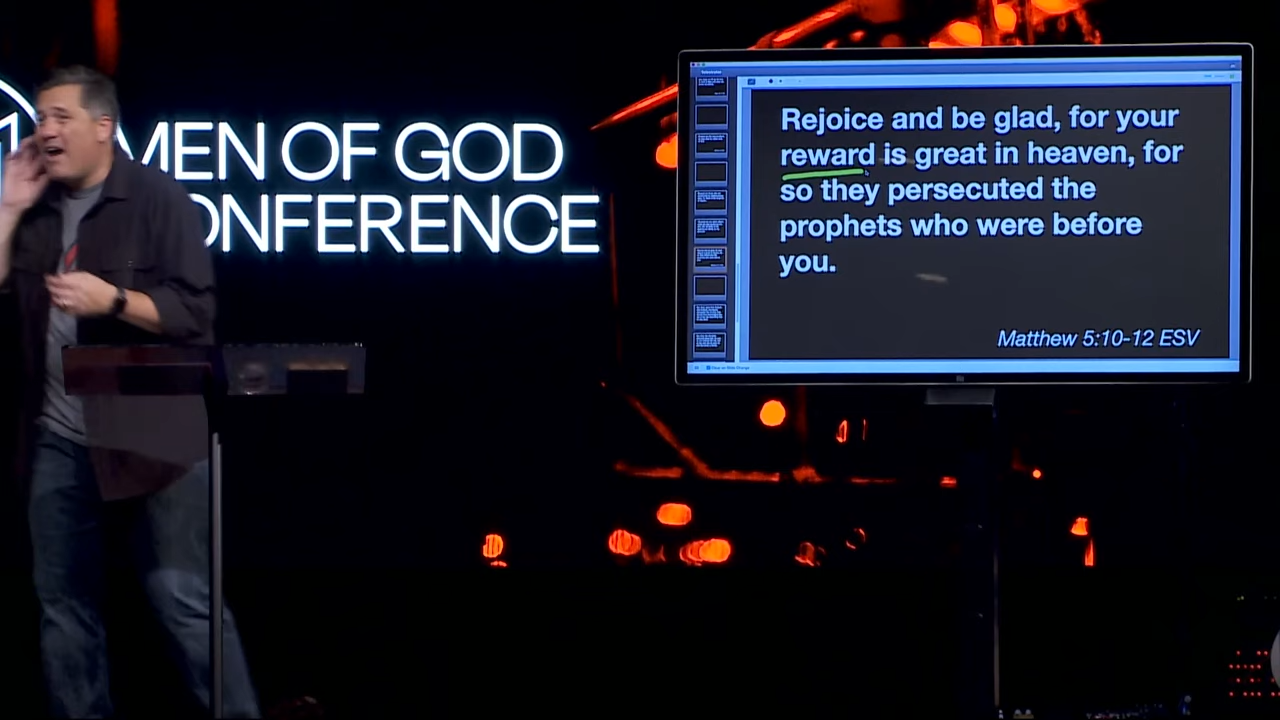 MEN OF GOD
ONFERENCE
Rejoice and be glad, for your
reward is great in heaven, for
so they persecuted the
prophets who were before
you.
Matthew 5:10-12 ESV